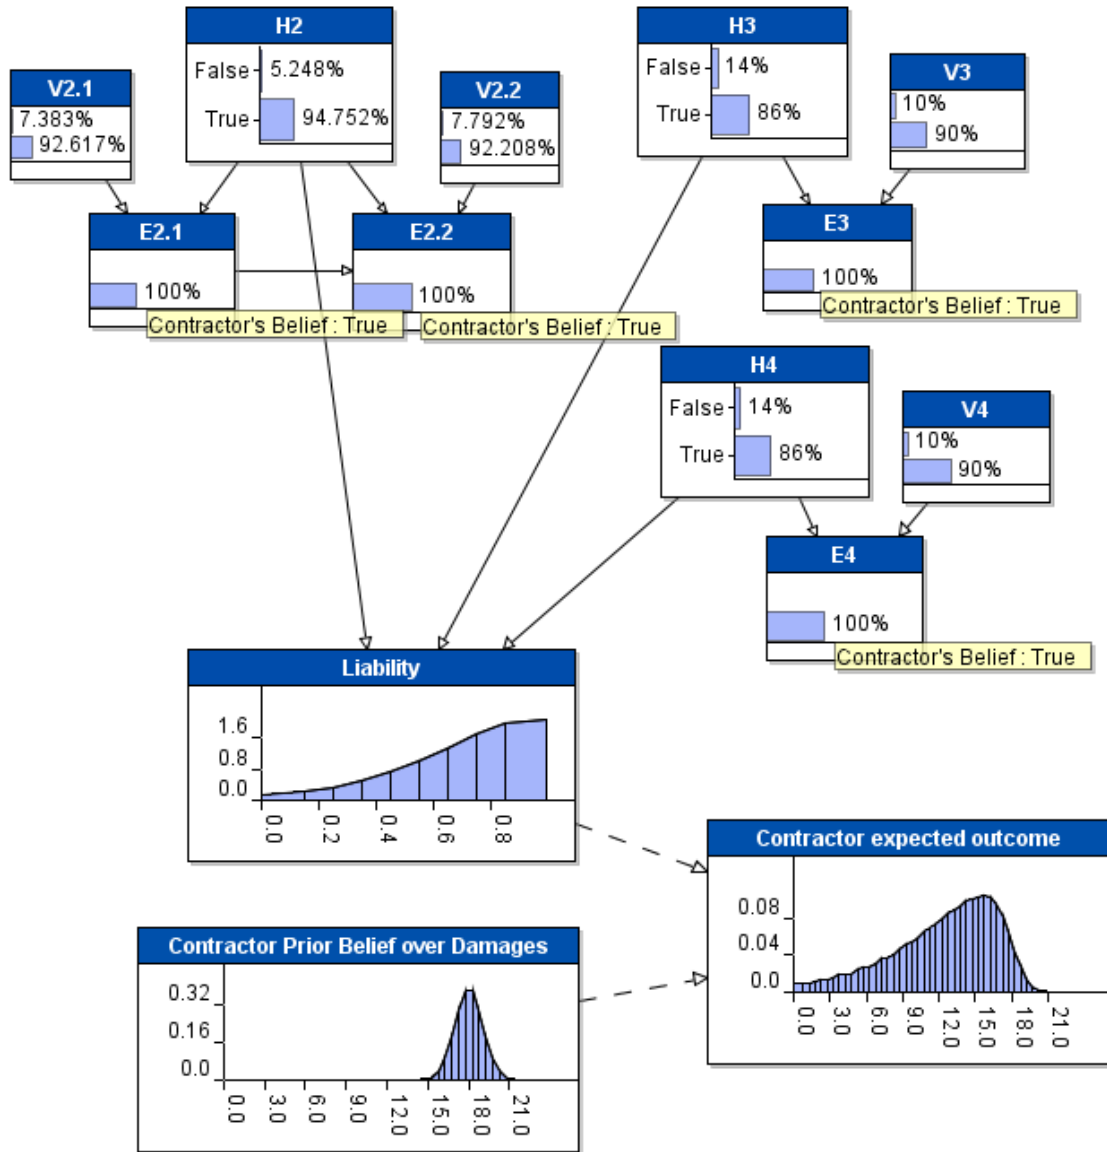 H2
False
5.248%
True
94.752%
V2.1
7.383%
92.617%
V2.2
7.792%
92.208%
H3
False
14%
True
86%
V3
10%
90%
E2.1
100%
Contractor's Belief : True
E2.2
100%
Contractor's Belief : True
E3
100%
Contractor's Belief : True
H4
False
14%
True
86%
V4
10%
90%
E4
100%
Contractor's Belief : True
Liability
1.6
0.8
0.0
0.0 0.2 0.4 0.6 0.8
Contractor expected outcome
0.08
0.04
0.0
0.0 3.0 6.0 9.0 12.0 15.0 18.0 21.0
Contractor Prior Belief over Damages
0.32
0.16
0.0
0.0 3.0 6.0 9.0 12.0 15.0 18.0 21.0